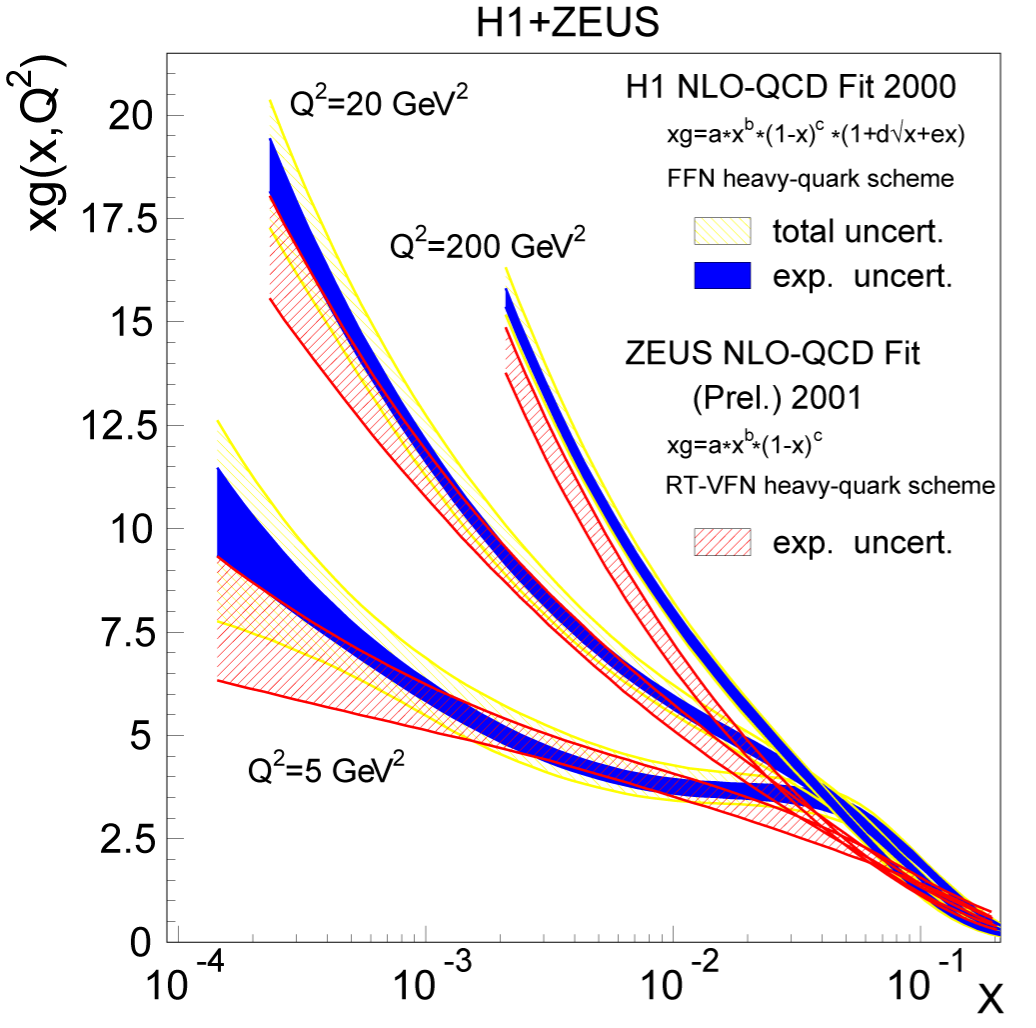 H1+ZEUS
xg(x,Q²)
20
17.5
15
12.5
10
7.5
5
2.5
0
Q²=20 GeV²
Q²=200 GeV²
Q²=5 GeV²
H1 NLO-QCD Fit 2000
xg=a*xᵇ*(1-x)ᶜ *(1+d√x+ex)
FFN heavy-quark scheme
total uncert.
exp. uncert.
ZEUS NLO-QCD Fit
(Prel.) 2001
xg=a*xᵇ*(1-x)ᶜ
RT-VFN heavy-quark scheme
exp. uncert.
10⁻⁴
10⁻³
10⁻²
10⁻¹
x